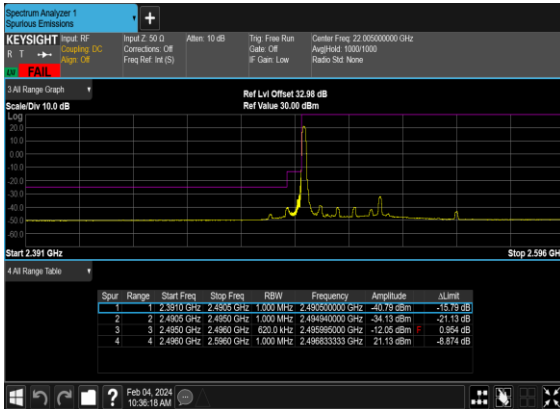 Spectrum Analyzer 1
Spurious Emissions
KEYSIGHT Input: RF Input Z: 50 Ω Atten: 10 dB Trig: Free Run Center Freq: 22.005000000 GHz
R T Coupling: DC Corrections: Off Gate: Off Avg|Hold: 1000/1000
Align: Off Freq Ref: Int (S) IF Gain: Low Radio Std: None
FAIL
3 All Range Graph Ref Lvl Offset 32.98 dB
Scale/Div 10.0 dB Ref Value 30.00 dBm
Log
20.0
10.0
0.00
-10.0
-20.0
-30.0
-40.0
-50.0
-60.0
Start 2.391 GHz Stop 2.596 GH
4 All Range Table
Spur Range Start Freq Stop Freq RBW Frequency Amplitude ΔLimit
1 1 2.3910 GHz 2.4905 GHz 1.000 MHz 2.490500000 GHz -40.79 dBm -15.79 dB
2 2 2.4905 GHz 2.4950 GHz 1.000 MHz 2.494940000 GHz -34.13 dBm -21.13 dB
3 3 2.4950 GHz 2.4960 GHz 620.0 kHz 2.495995000 GHz -12.05 dBm F 0.954 dB
4 4 2.4960 GHz 2.5960 GHz 1.000 MHz 2.496833333 GHz 21.13 dBm -8.874 dB
? Feb 04, 2024
10:36:18 AM